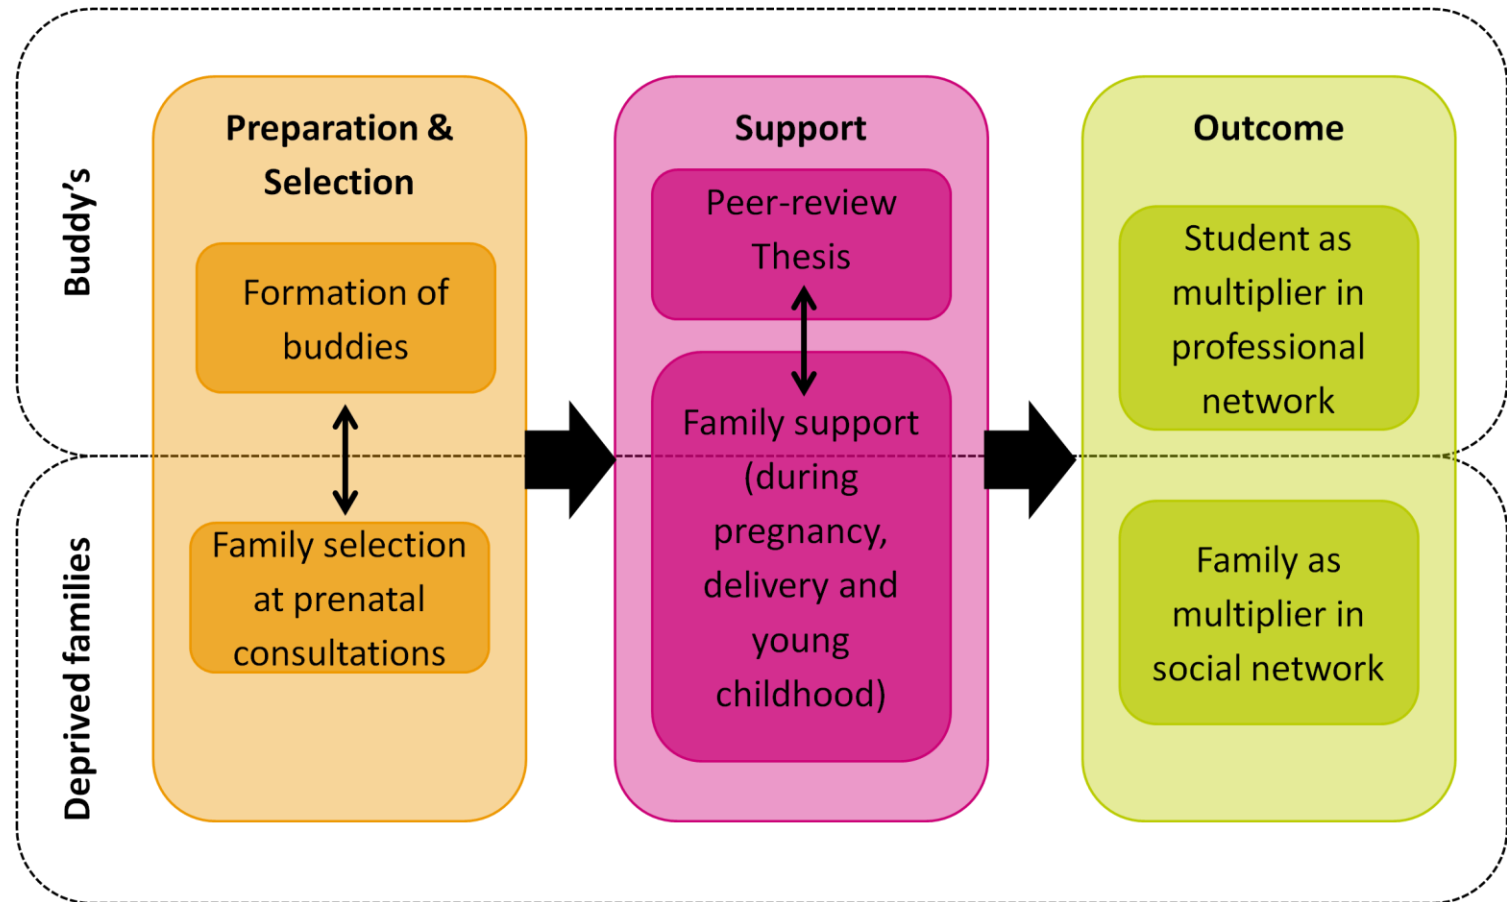 Buddy's
Deprived families
Preparation &
Selection
Formation of
buddies
Family selection
at prenatal
consultations
Support
Peer-review
Thesis
Family support
(during
pregnancy,
delivery and
young
childhood)
Outcome
Student as
multiplier in
professional
network
Family as
multiplier in
social network